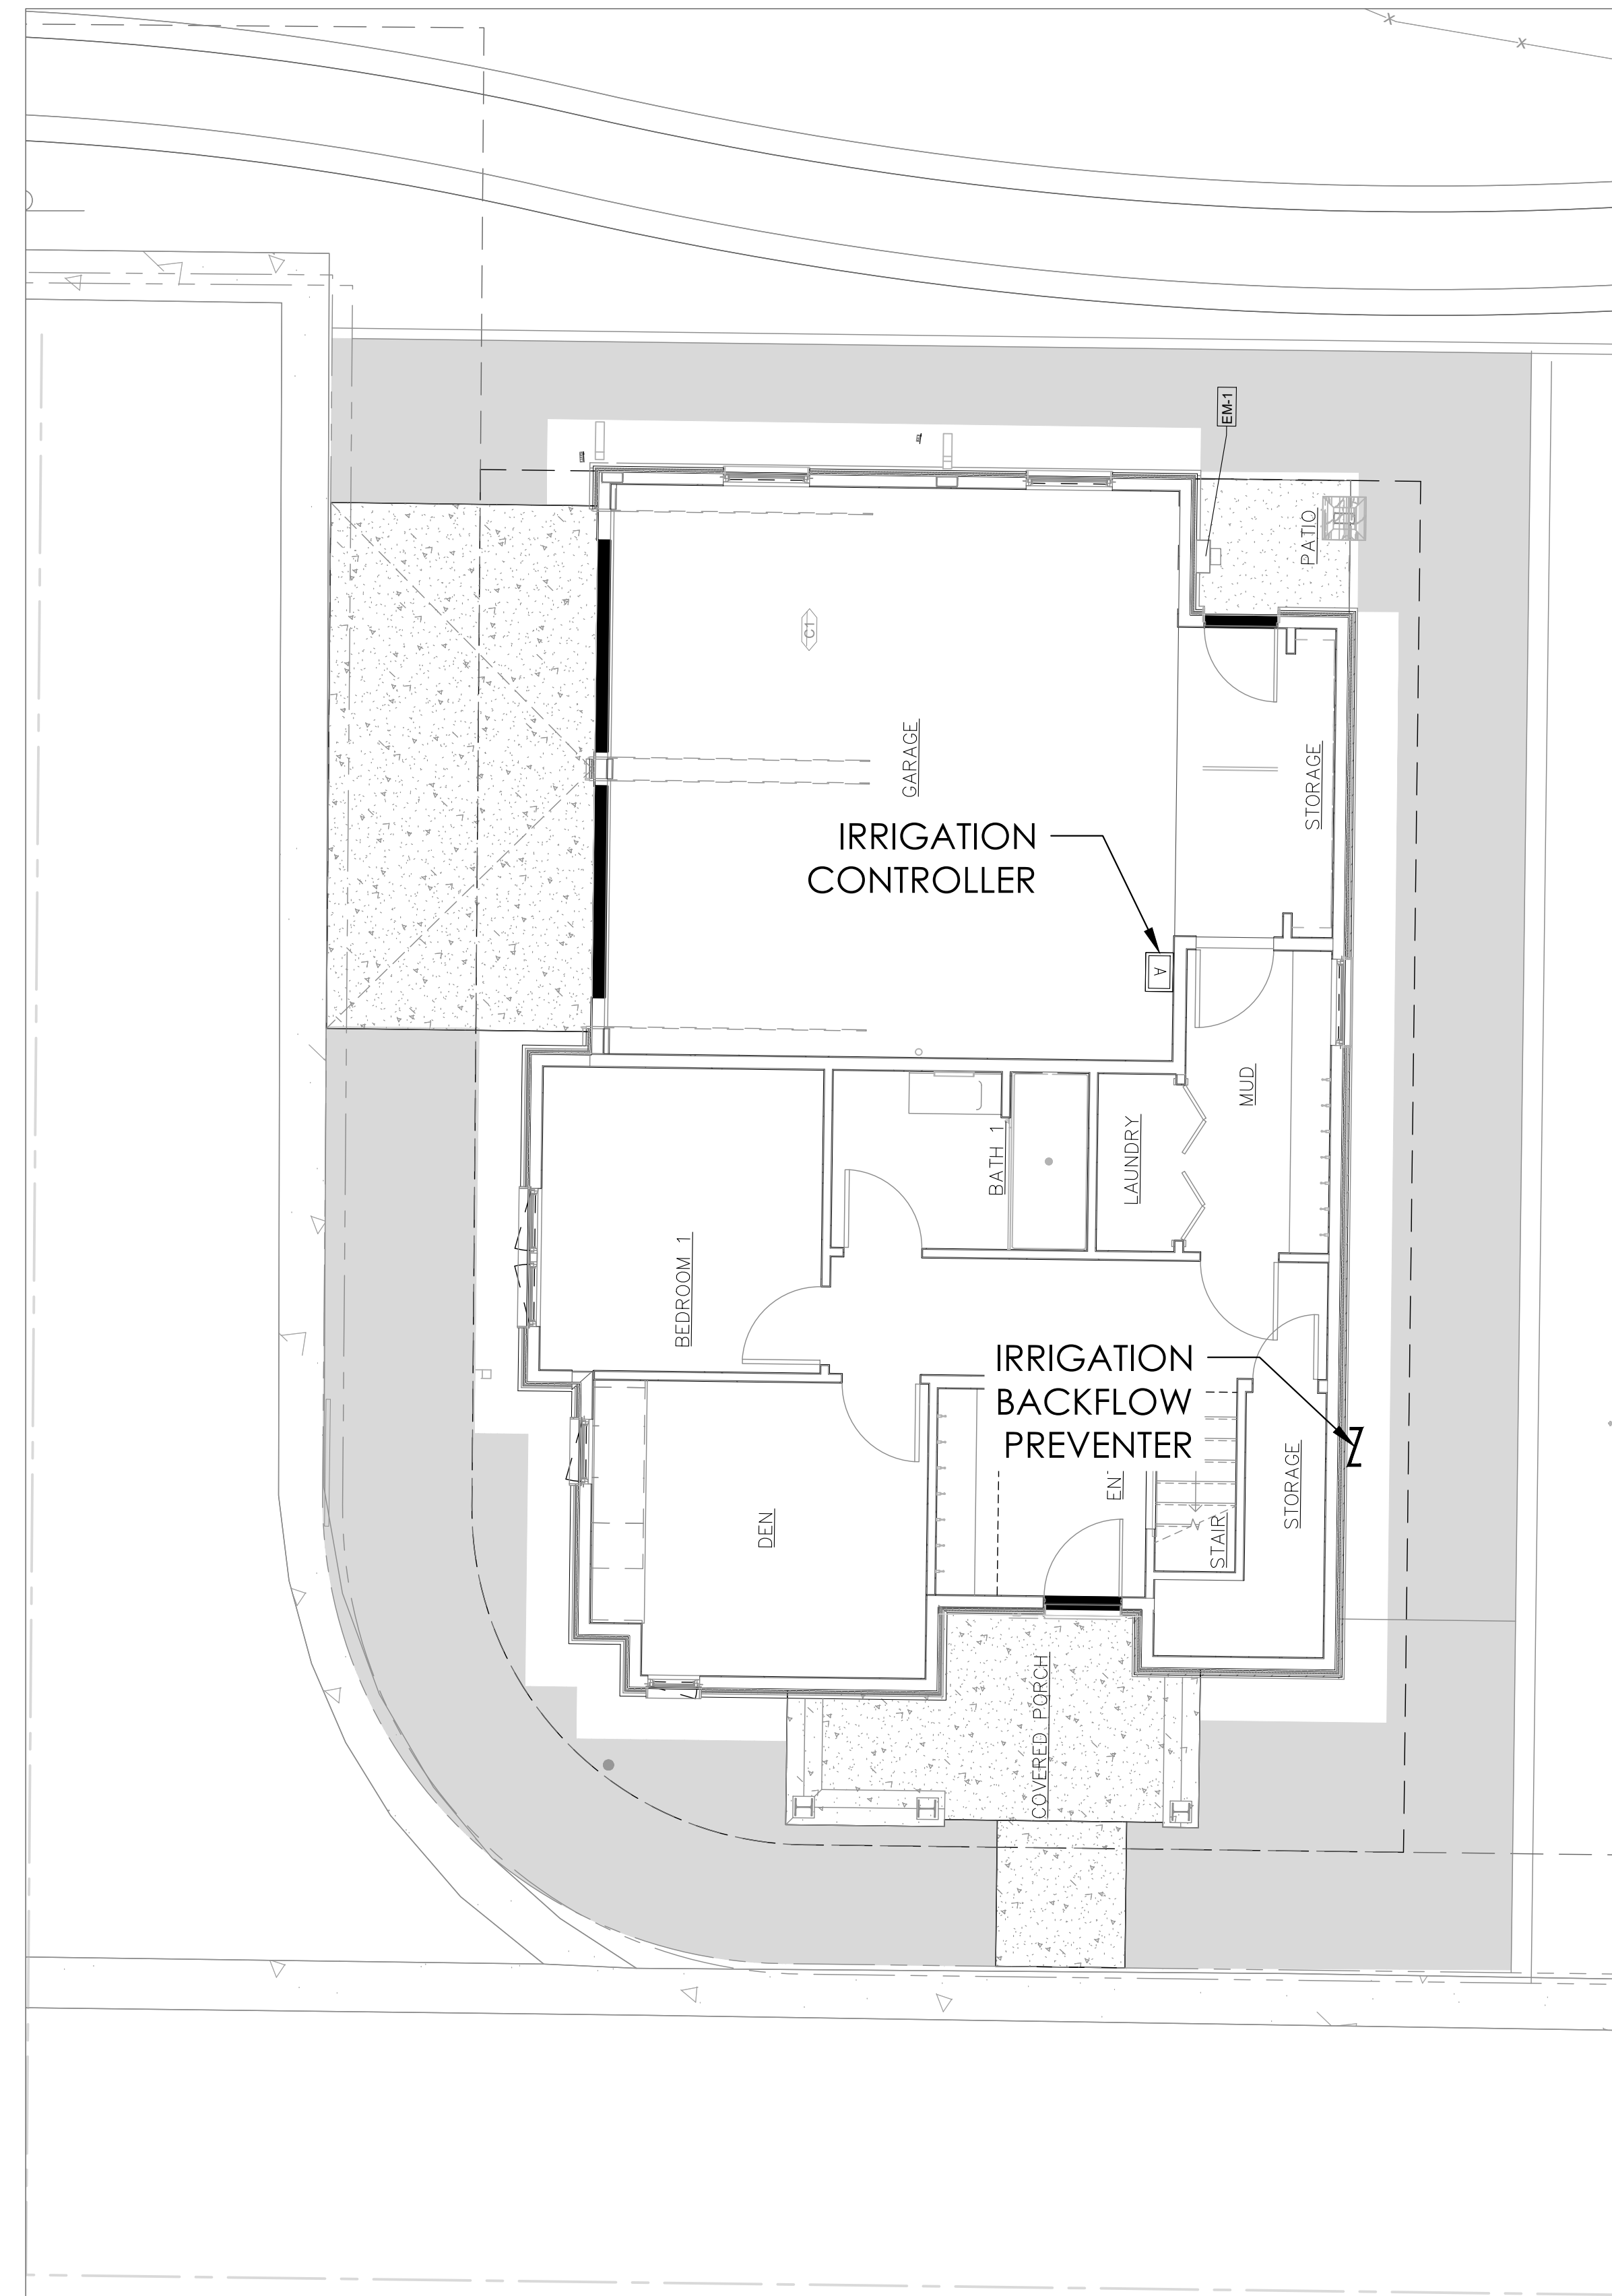 EM-1
PATIO
C1
GARAGE
STORAGE
IRRIGATION
CONTROLLER
A
MUD
LAUNDRY
BATH 1
BEDROOM 1
IRRIGATION
BACKFLOW
PREVENTER
EN
STORAGE
DEN
STAIR
COVERED PORCH